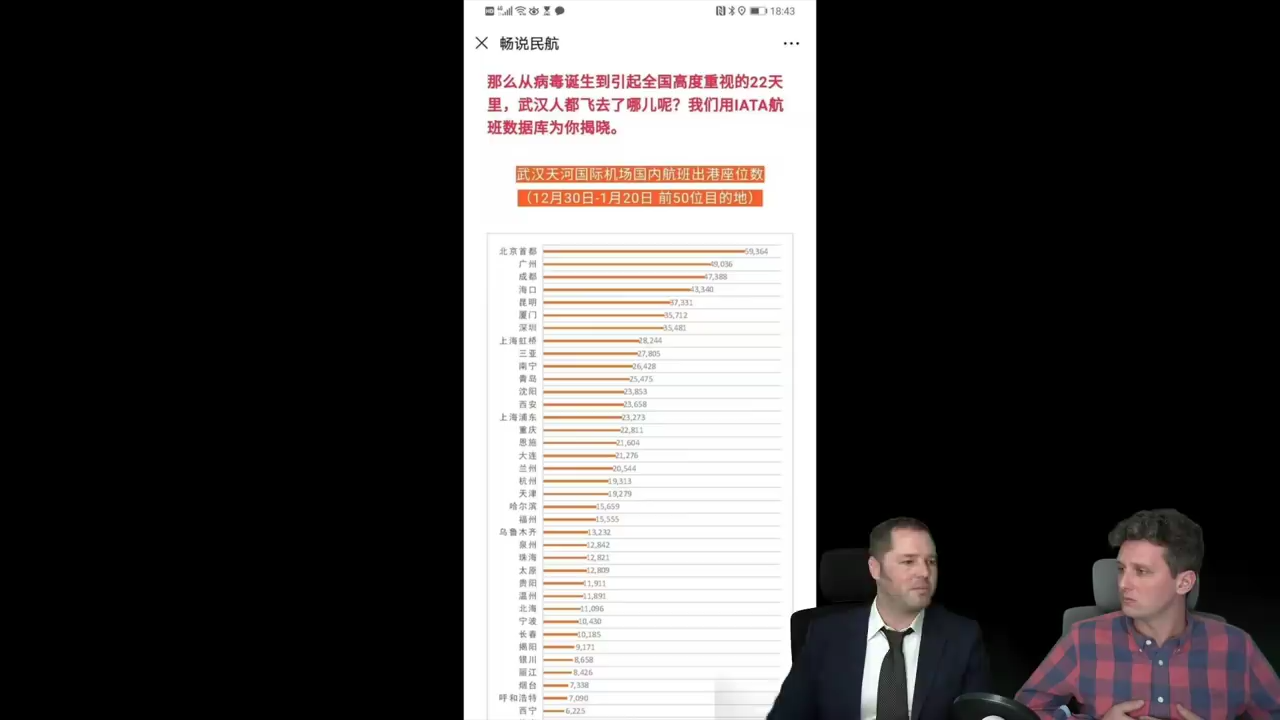 18:43
畅说民航
那么从病毒诞生到引起全国高度重视的22天
里，武汉人都飞去了哪儿呢？我们用IATA航
班数据库为你揭晓。
武汉天河国际机场国内航班出港座位数
（12月30日-1月20日 前50位目的地）
北京首都 59,364
广州 49,036
成都 47,388
海口 43,340
昆明 37,331
厦门 35,712
深圳 35,481
上海虹桥 28,244
三亚 27,805
南宁 26,428
青岛 25,475
沈阳 23,853
西安 23,658
上海浦东 23,273
重庆 22,811
恩施 21,604
大连 21,276
兰州 20,544
杭州 19,313
天津 19,279
哈尔滨 15,659
福州 15,555
乌鲁木齐 13,232
泉州 12,842
珠海 12,821
太原 12,809
贵阳 11,911
温州 11,891
北海 11,096
宁波 10,430
长春 10,185
揭阳 9,171
银川 8,658
丽江 8,426
烟台 7,338
呼和浩特 7,090
西宁 6,225